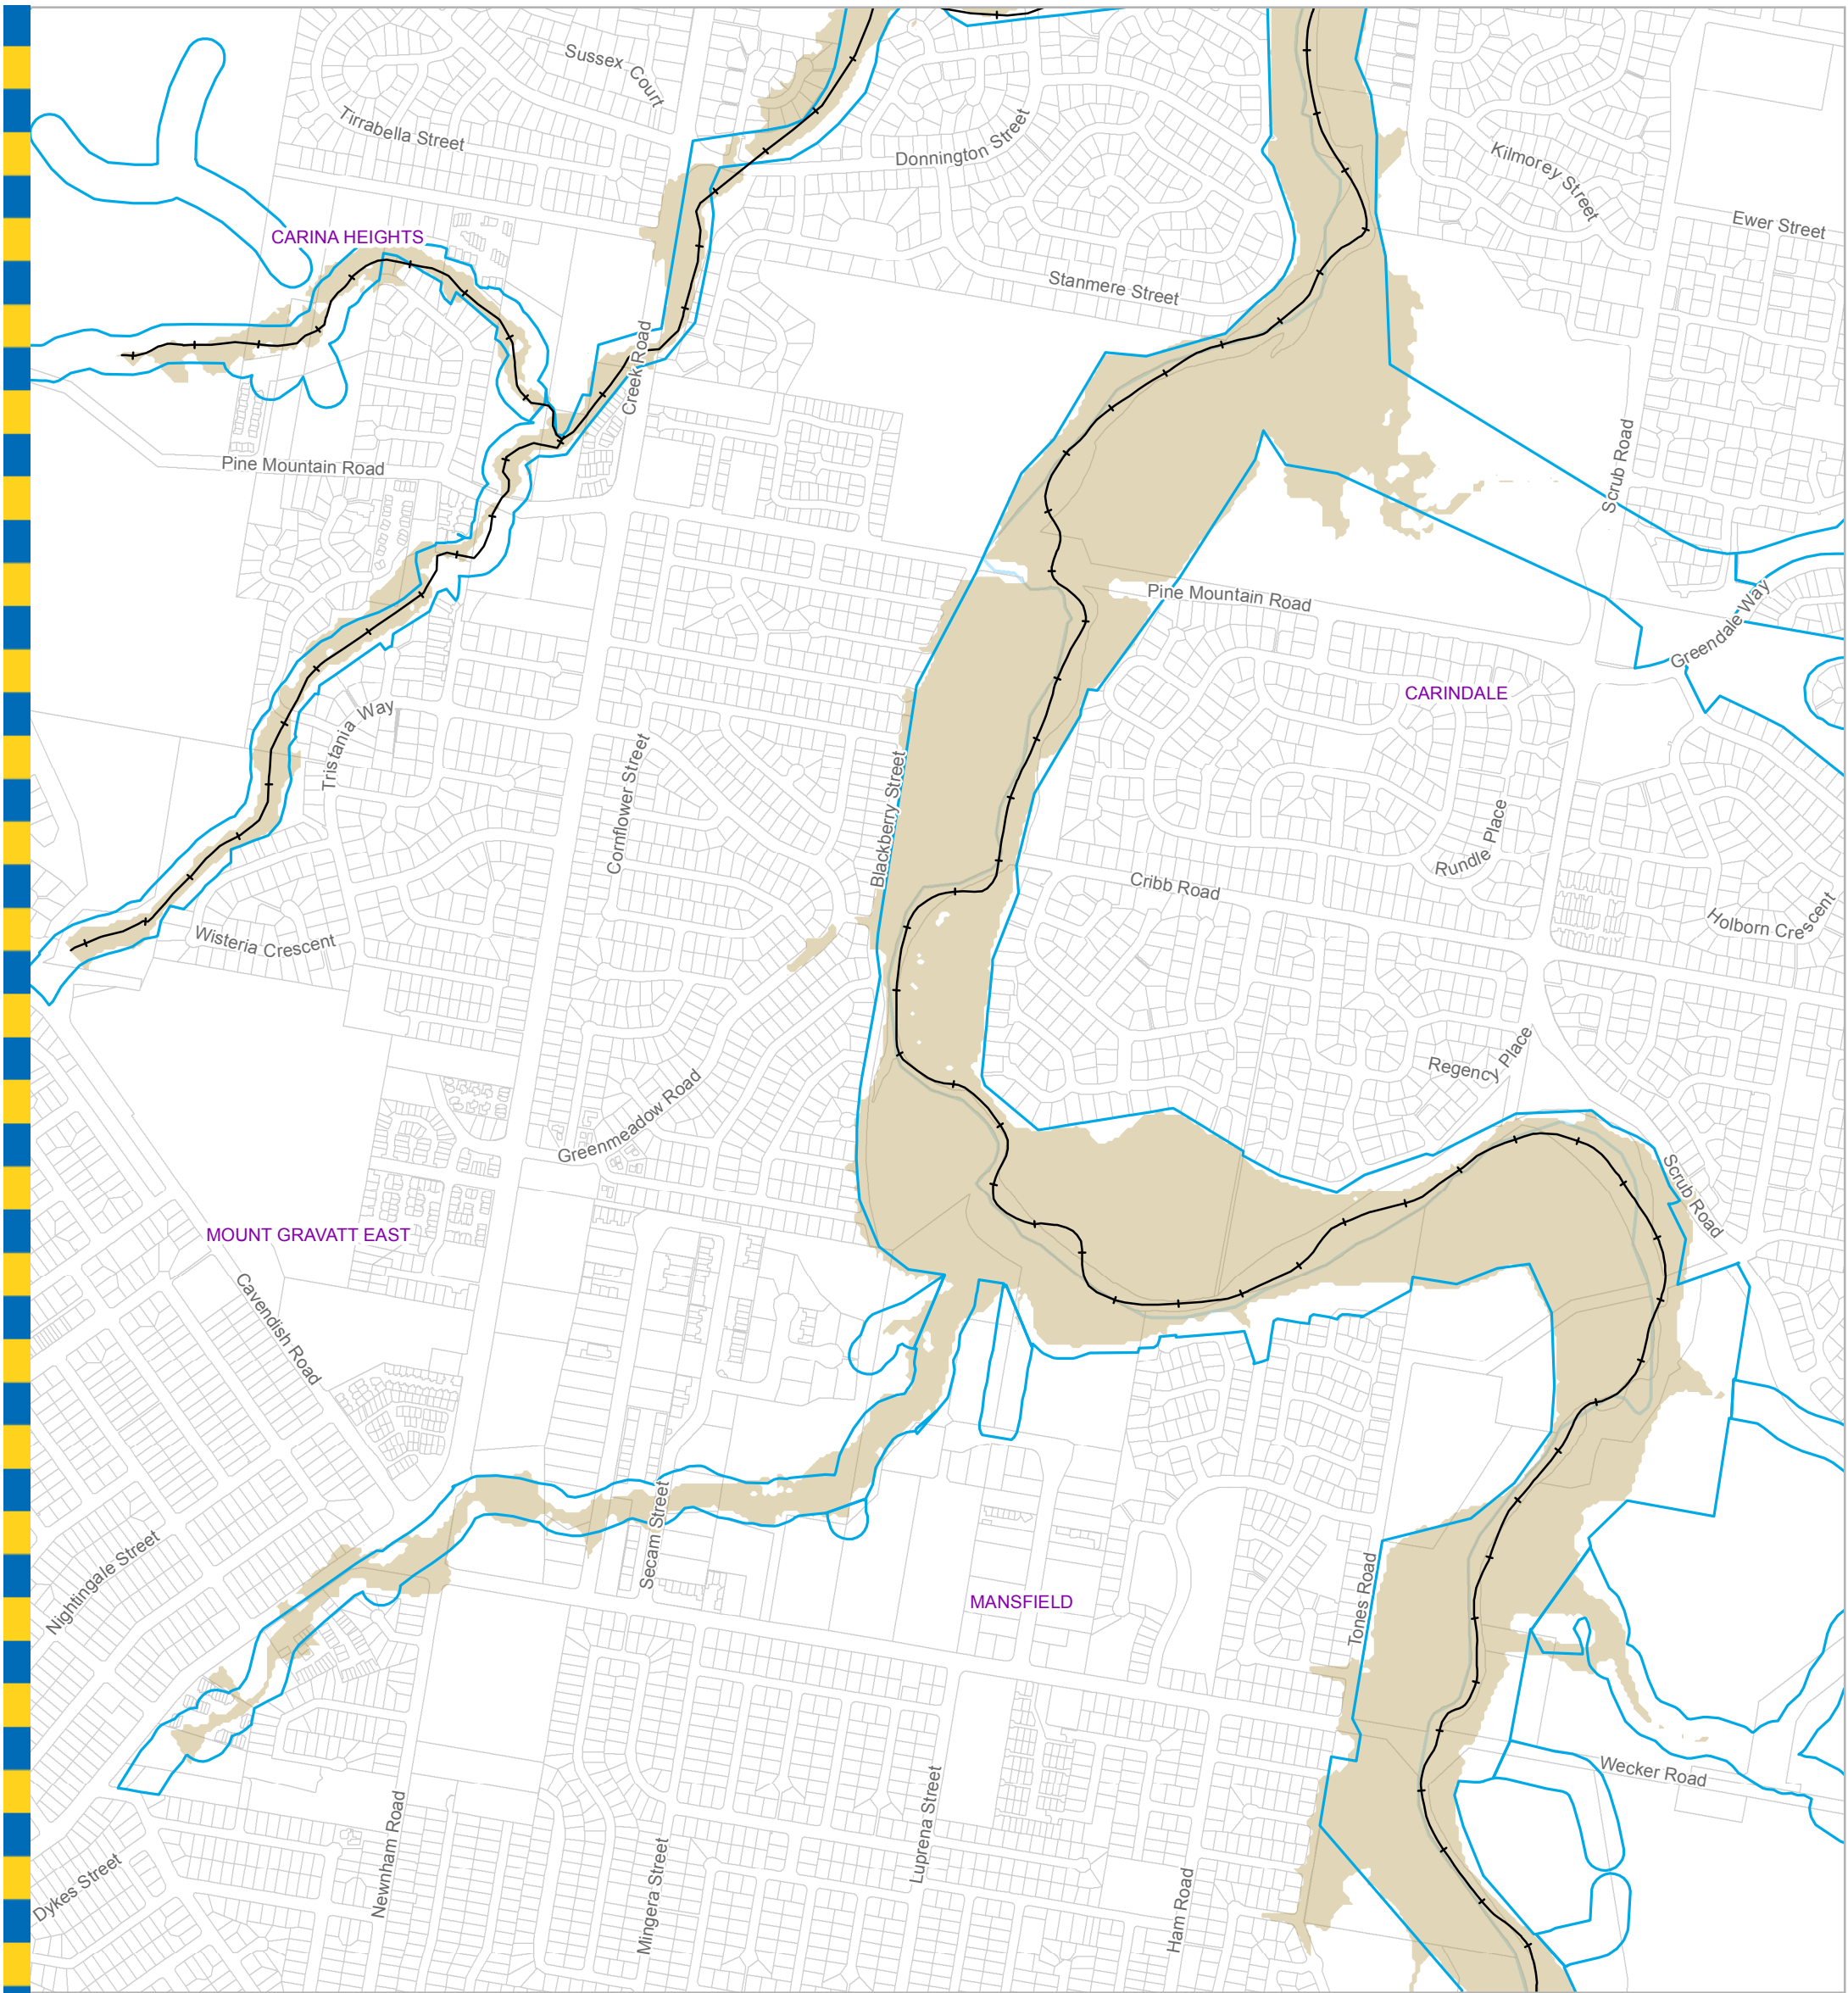 Sussex Court
Tirrabella Street
Donnington Street
Kilmorey Street
Ewer Street
CARINA HEIGHTS
Stanmere Street
Creek Road
Pine Mountain Road
Scrub Road
Pine Mountain Road
Greendale Way
CARINDALE
Tristania Way
Cornflower Street
Blackberry Street
Rundle Place
Cribb Road
Holborn Crescent
Wisteria Crescent
Regency Place
Greenmeadow Road
Scrub Road
MOUNT GRAVATT EAST
Cavendish Road
Secam Street
Nightingale Street
MANSFIELD
Tones Road
Wecker Road
Luprena Street
Newnham Road
Mingera Street
Dykes Street
Ham Road